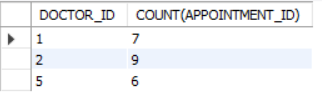 DOCTOR_ID COUNT(APPOINTMENT_ID)
1 7
2 9
5 6